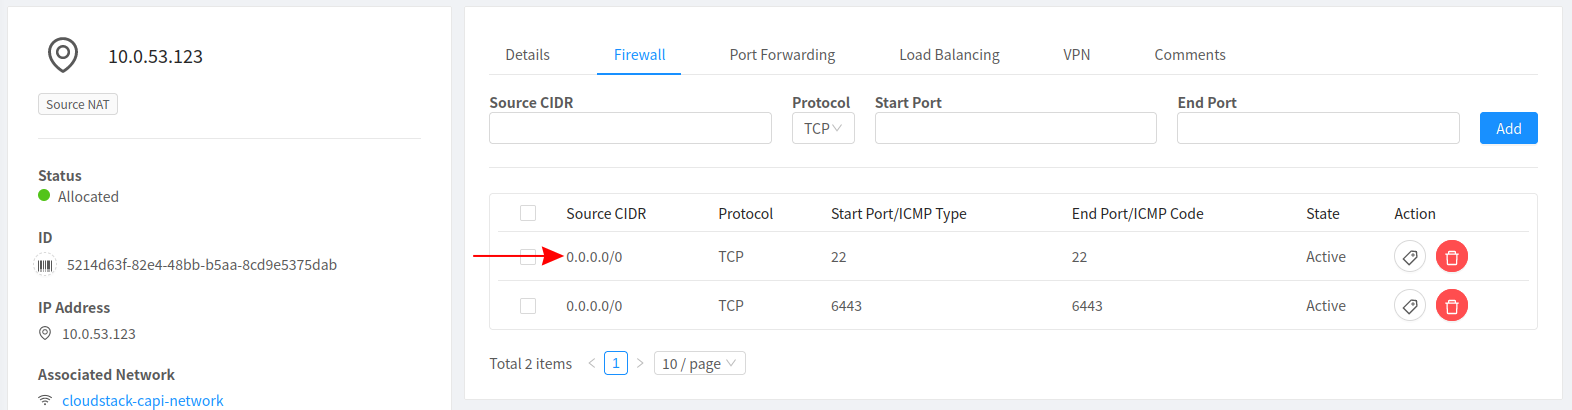 10.0.53.123
Source NAT
Status
Allocated
ID
5214d63f-82e4-48bb-b5aa-8cd9e5375dab
IP Address
10.0.53.123
Associated Network
cloudstack-capi-network
Details Firewall Port Forwarding Load Balancing VPN Comments
Source CIDR Protocol Start Port End Port
TCP Add
Source CIDR Protocol Start Port/ICMP Type End Port/ICMP Code State Action
0.0.0.0/0 TCP 22 22 Active
0.0.0.0/0 TCP 6443 6443 Active
Total 2 items < 1 > 10 / page